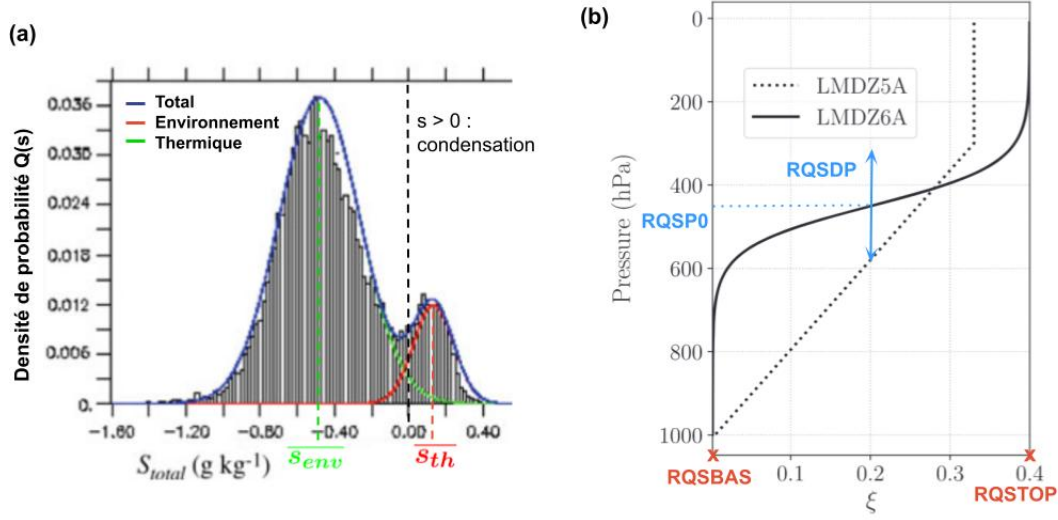 (a)
Densité de probabilité Q(s)
0.036
0.030
0.024
0.018
0.012
0.006
0.
Total
Environnement
Thermique
s > 0 :
condensation
-1.60 -1.20 -0.80 -0.40 0.00 0.40
S_total (g kg⁻¹)
s_env
s_th
(b)
Pressure (hPa)
0
200
400
600
800
1000
LMDZ5A
LMDZ6A
RQSDP
RQSP0
0.1 0.2 0.3 0.4
RQSBAS
RQSTOP
ξ